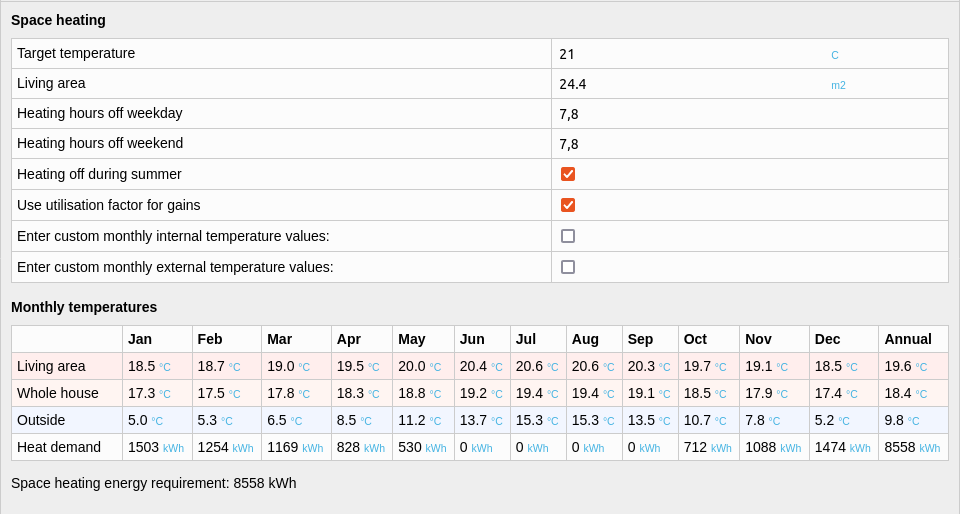 Space heating
Target temperature 21 C
Living area 24.4 m2
Heating hours off weekday 7,8
Heating hours off weekend 7,8
Heating off during summer
Use utilisation factor for gains
Enter custom monthly internal temperature values:
Enter custom monthly external temperature values:
Monthly temperatures
Jan Feb Mar Apr May Jun Jul Aug Sep Oct Nov Dec Annual
Living area 18.5 °C 18.7 °C 19.0 °C 19.5 °C 20.0 °C 20.4 °C 20.6 °C 20.6 °C 20.3 °C 19.7 °C 19.1 °C 18.5 °C 19.6 °C
Whole house 17.3 °C 17.5 °C 17.8 °C 18.3 °C 18.8 °C 19.2 °C 19.4 °C 19.4 °C 19.1 °C 18.5 °C 17.9 °C 17.4 °C 18.4 °C
Outside 5.0 °C 5.3 °C 6.5 °C 8.5 °C 11.2 °C 13.7 °C 15.3 °C 15.3 °C 13.5 °C 10.7 °C 7.8 °C 5.2 °C 9.8 °C
Heat demand 1503 kWh 1254 kWh 1169 kWh 828 kWh 530 kWh 0 kWh 0 kWh 0 kWh 0 kWh 712 kWh 1088 kWh 1474 kWh 8558 kWh
Space heating energy requirement: 8558 kWh